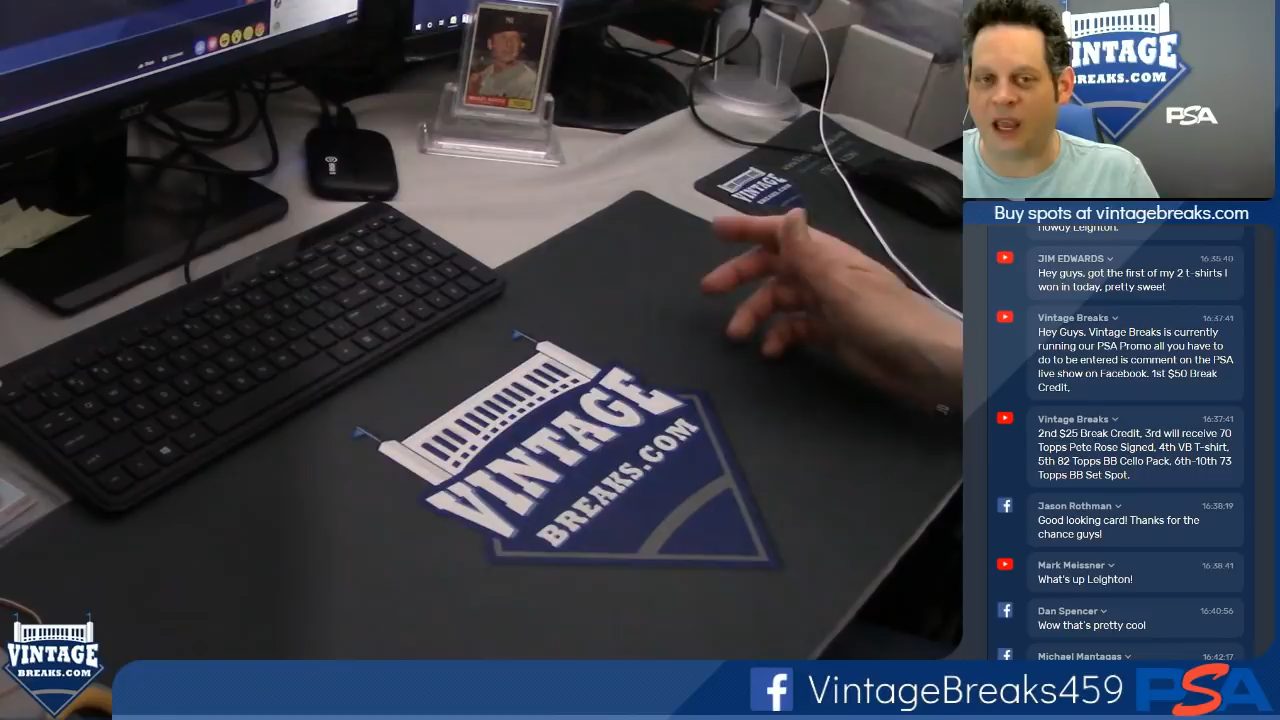 VINTAGE
BREAKS.COM
PSA
Buy spots at vintagebreaks.com
howdy Leighton.
JIM EDWARDS 16:35:40
Hey guys, got the first of my 2 t-shirts I
won in today, pretty sweet
Vintage Breaks 16:37:41
Hey Guys. Vintage Breaks is currently
running our PSA Promo all you have to
do to be entered is comment on the PSA
live show on Facebook. 1st $50 Break
Credit,
Vintage Breaks 16:37:41
2nd $25 Break Credit, 3rd will receive 70
Topps Pete Rose Signed, 4th VB T-shirt,
5th 82 Topps BB Cello Pack, 6th-10th 73
Topps BB Set Spot.
Jason Rothman 16:38:19
Good looking card! Thanks for the
chance guys!
Mark Meissner 16:38:41
What's up Leighton!
Dan Spencer 16:40:56
Wow that's pretty cool
Michael Mantagas 16:42:17
VINTAGE
BREAKS.COM
VINTAGE
BREAKS.COM
VINTAGE
BREAKS.COM
f VintageBreaks459 PSA
acer